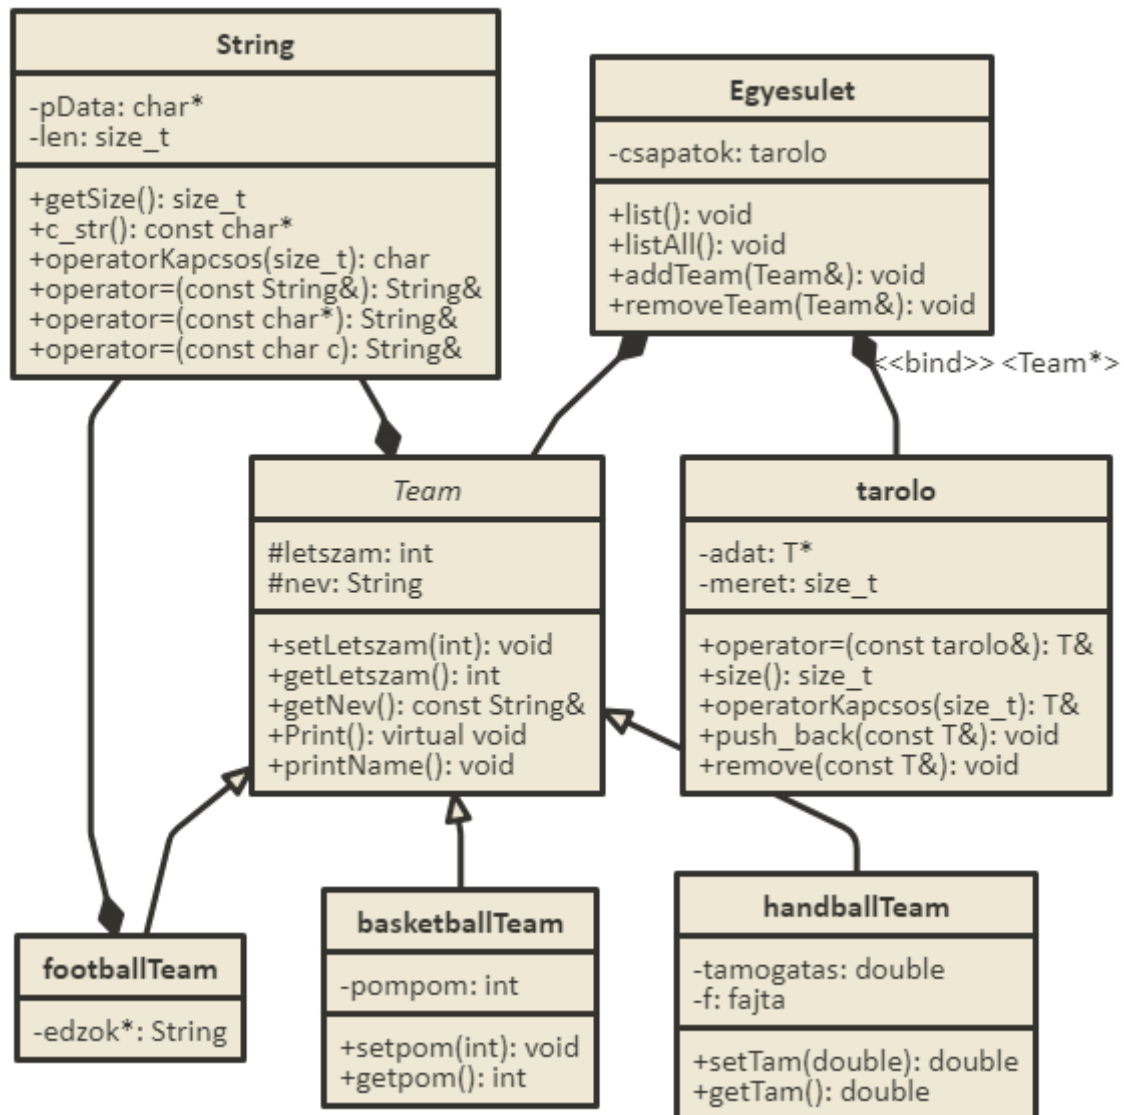 String
-pData: char*
-len: size_t
+getSize(): size_t
+c_str(): const char*
+operatorKapcsos(size_t): char
+operator=(const String&): String&
+operator=(const char*): String&
+operator=(const char c): String&
Egyesulet
-csapatok: tarolo
+list(): void
+listAll(): void
+addTeam(Team&): void
+removeTeam(Team&): void
<<bind>> <Team*>
Team
#letszam: int
#nev: String
+setLetszam(int): void
+getLetszam(): int
+getNev(): const String&
+Print(): virtual void
+printName(): void
tarolo
-adat: T*
-meret: size_t
+operator=(const tarolo&): T&
+size(): size_t
+operatorKapcsos(size_t): T&
+push_back(const T&): void
+remove(const T&): void
footballTeam
-edzok*: String
basketballTeam
-pompom: int
+setpom(int): void
+getpom(): int
handballTeam
-tamogatas: double
-f: fajta
+setTam(double): double
+getTam(): double